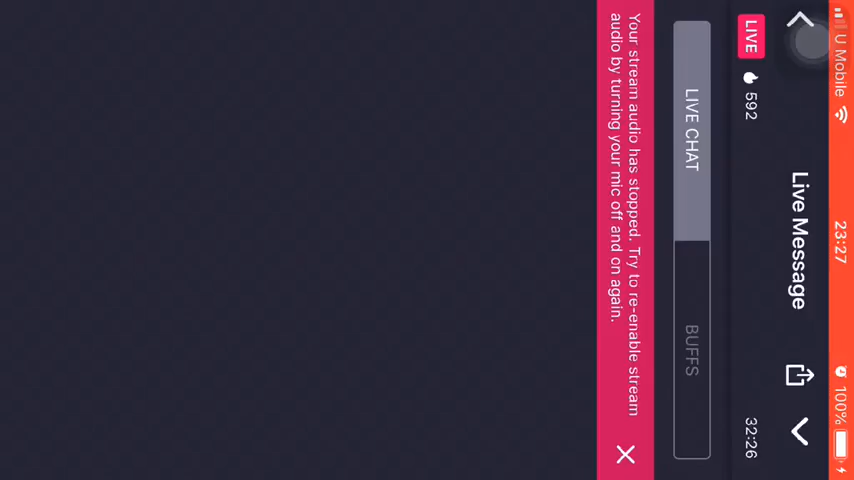 U Mobile 23:27 100%
Live Message
LIVE 592 32:26
LIVE CHAT BUFFS
Your stream audio has stopped. Try to re-enable stream
audio by turning your mic off and on again.